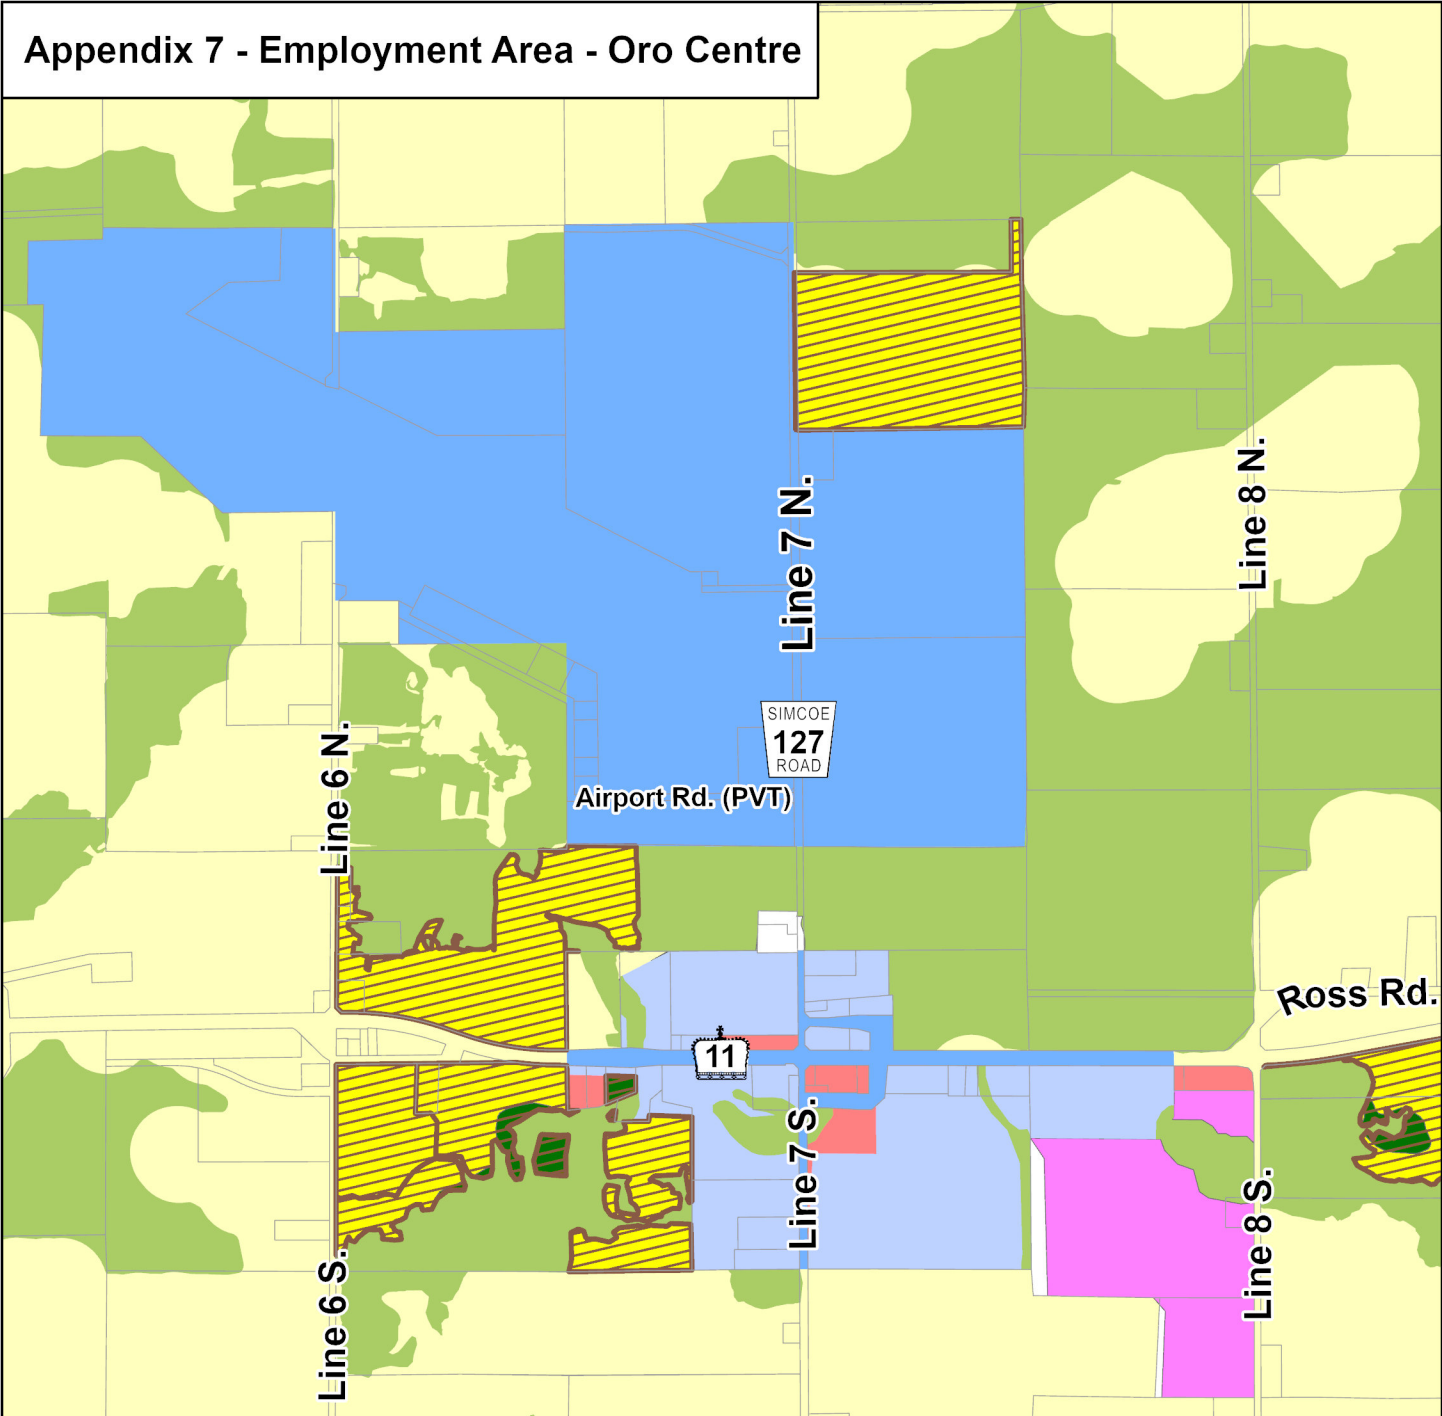 Appendix 7 - Employment Area - Oro Centre
Line 8 N.
Line 7 N.
SIMCOE
127
ROAD
Line 6 N.
Airport Rd. (PVT)
Ross Rd.
11
Line 7 S.
Line 8 S.
Line 6 S.